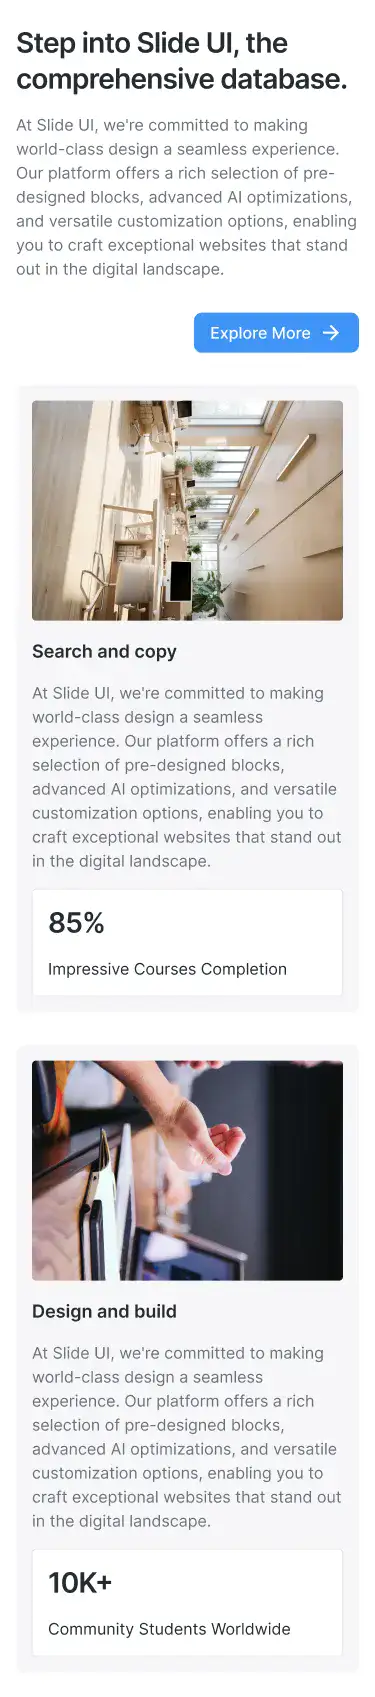 Step into Slide UI, the
comprehensive database.
At Slide UI, we're committed to making
world-class design a seamless experience.
Our platform offers a rich selection of pre-
designed blocks, advanced AI optimizations,
and versatile customization options, enabling
you to craft exceptional websites that stand
out in the digital landscape.
Explore More
Search and copy
At Slide UI, we're committed to making
world-class design a seamless
experience. Our platform offers a rich
selection of pre-designed blocks,
advanced AI optimizations, and versatile
customization options, enabling you to
craft exceptional websites that stand out
in the digital landscape.
85%
Impressive Courses Completion
Design and build
At Slide UI, we're committed to making
world-class design a seamless
experience. Our platform offers a rich
selection of pre-designed blocks,
advanced AI optimizations, and versatile
customization options, enabling you to
craft exceptional websites that stand out
in the digital landscape.
10K+
Community Students Worldwide